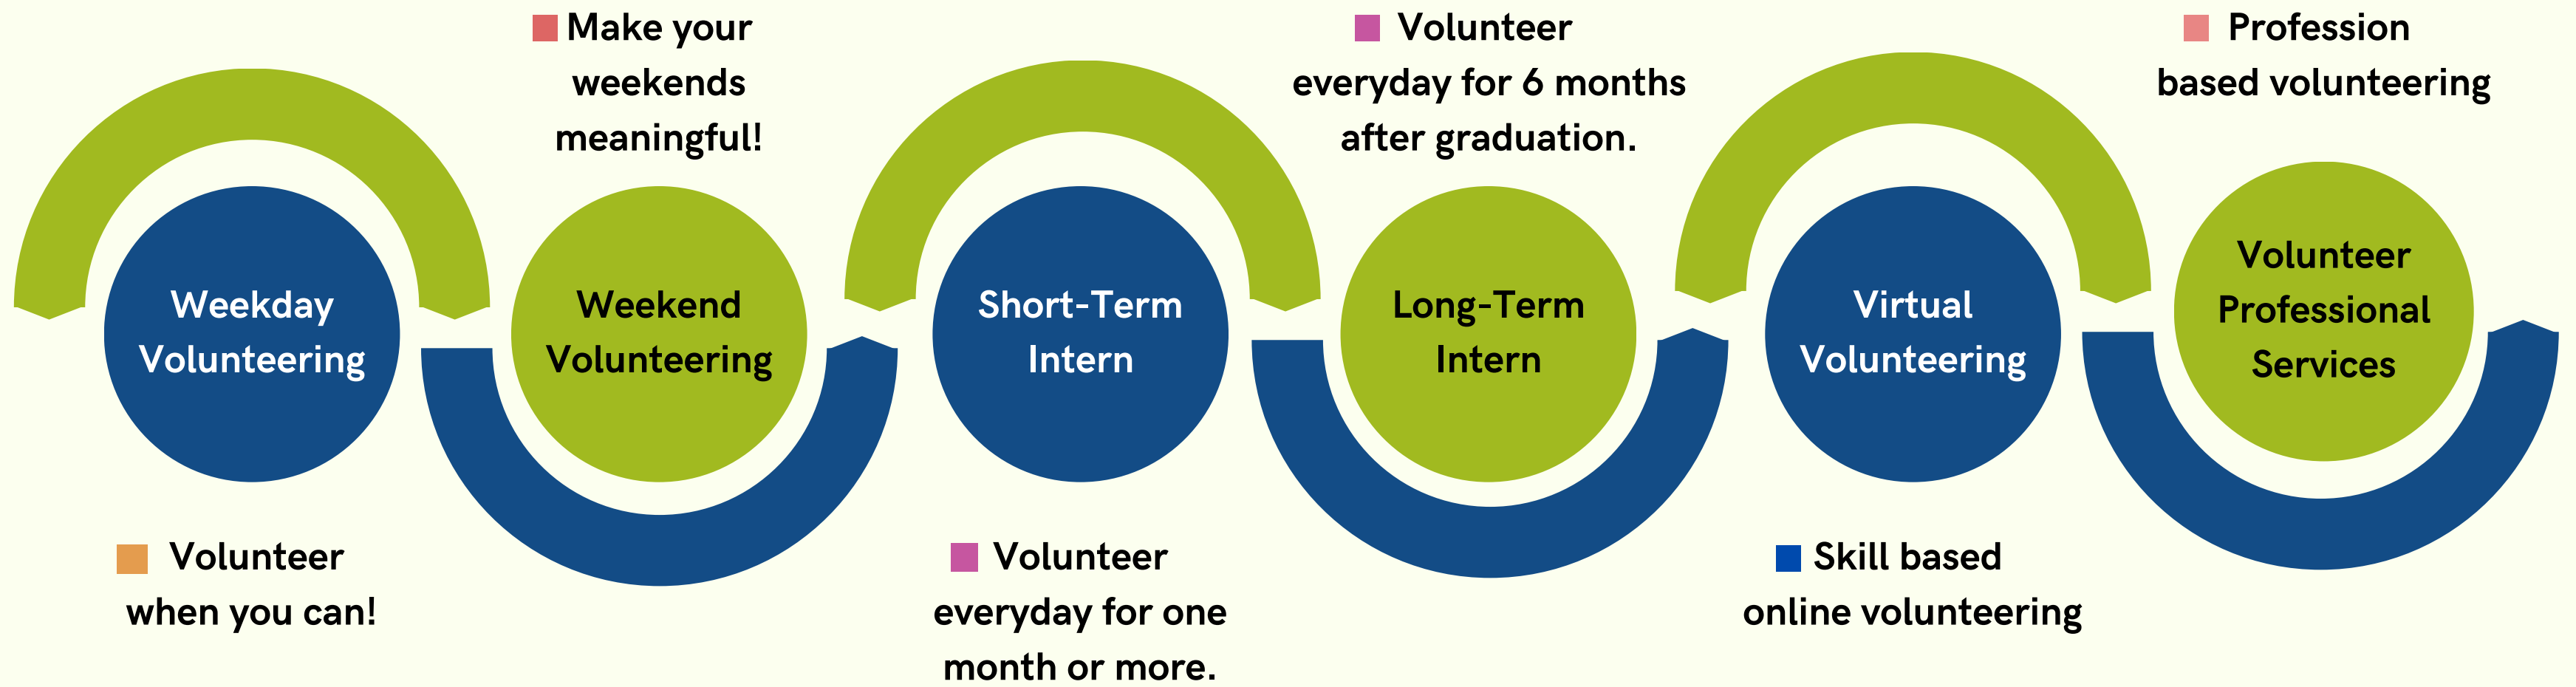 Make your
weekends
meaningful!
Volunteer
everyday for 6 months
after graduation.
Profession
based volunteering
Weekday
Volunteering
Weekend
Volunteering
Short-Term
Intern
Long-Term
Intern
Virtual
Volunteering
Volunteer
Professional
Services
Volunteer
when you can!
Volunteer
everyday for one
month or more.
Skill based
online volunteering